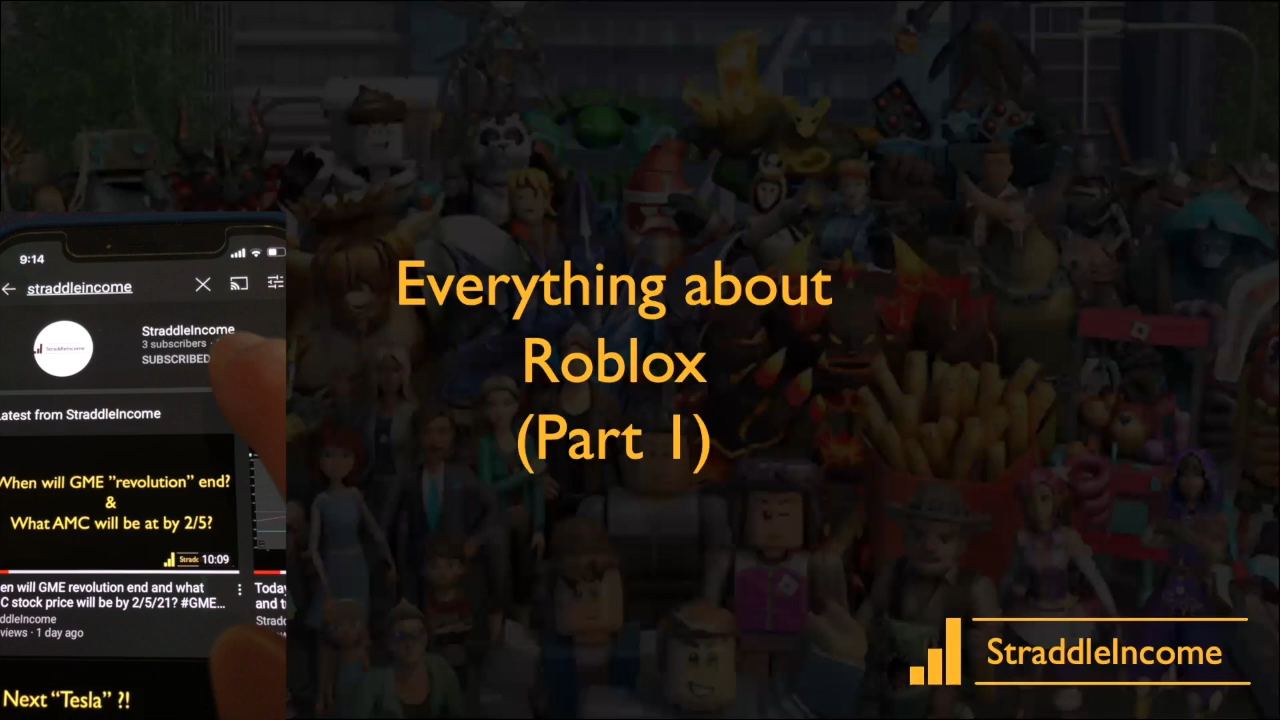 Everything about
Roblox
(Part 1)
9:14
straddleincome
StraddleIncome
3 subscribers ·
SUBSCRIBED
atest from StraddleIncome
When will GME "revolution" end?
&
What AMC will be at by 2/5?
10:09
en will GME revolution end and what
C stock price will be by 2/5/21? #GME...
ddleIncome
views · 1 day ago
Today
and t
Stradd
Next “Tesla” ?!
StraddleIncome